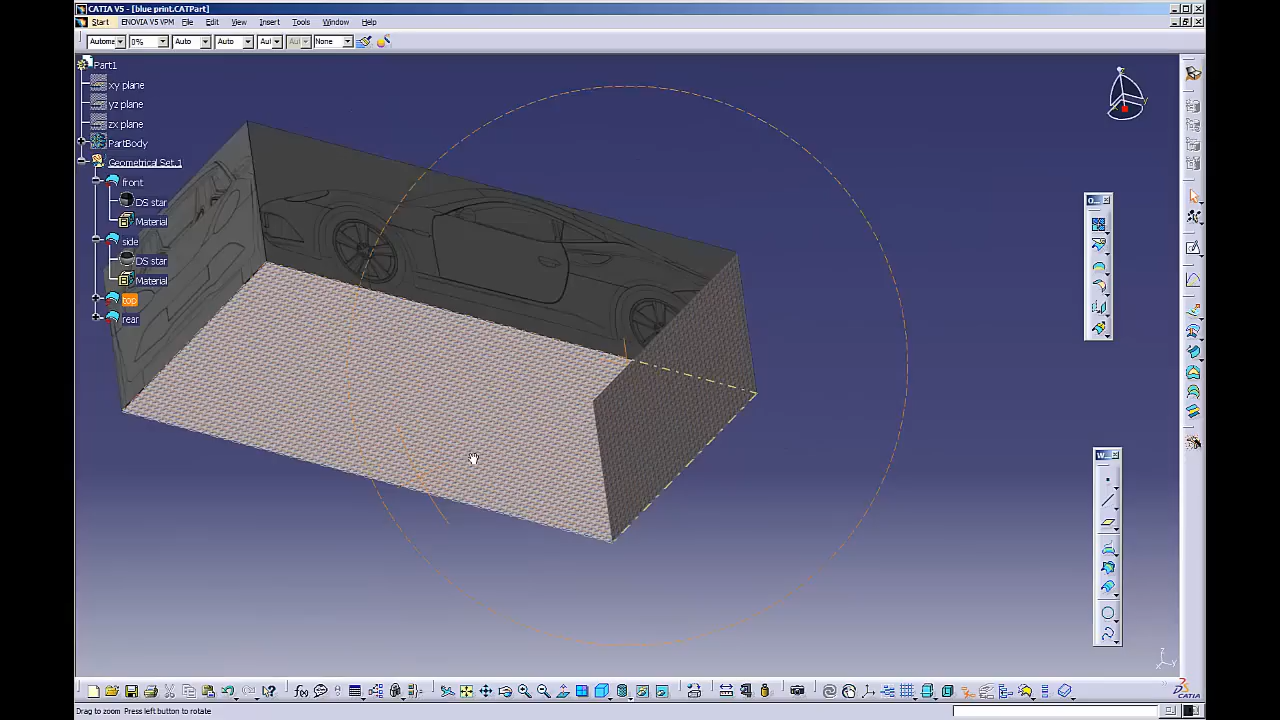 CATIA V5 - [blue print.CATPart]
Start ENOVIA V5 VPM File Edit View Insert Tools Window Help
Automa 0% Auto Auto Aul Au None
Part1
xy plane
yz plane
zx plane
PartBody
Geometrical Set.1
front
DS star
Material
side
DS star
Material
top
rear
O...
W...
z
CATIA
Drag to zoom Press left button to rotate